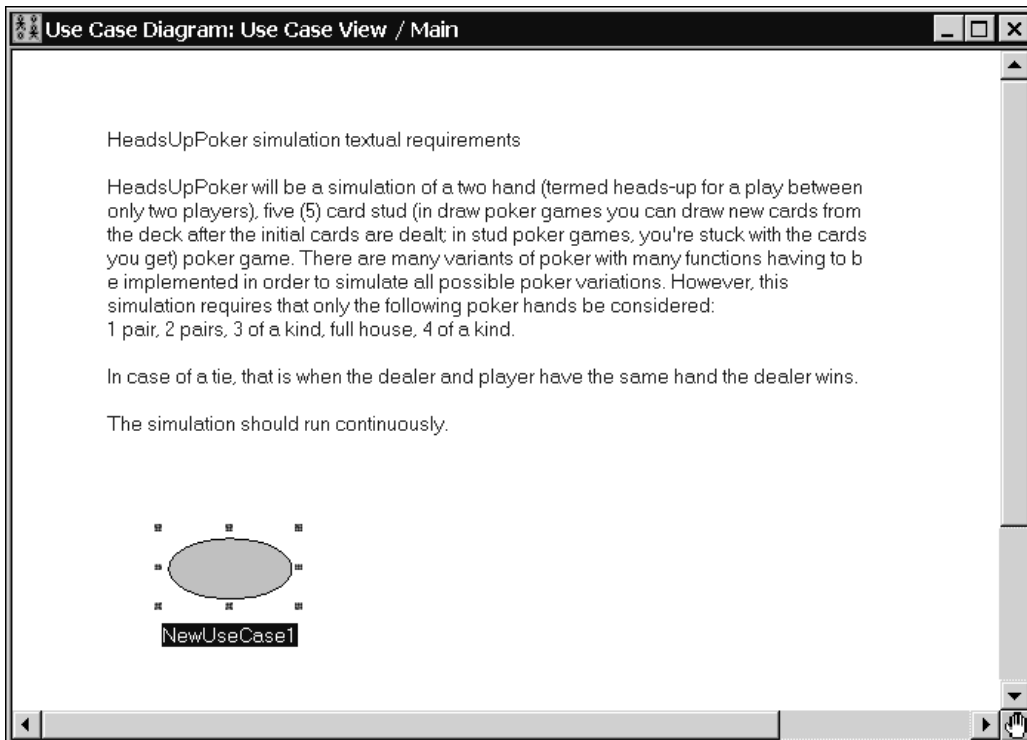 Use Case Diagram: Use Case View / Main
HeadsUpPoker simulation textual requirements
HeadsUpPoker will be a simulation of a two hand (termed heads-up for a play between
only two players), five (5) card stud (in draw poker games you can draw new cards from
the deck after the initial cards are dealt; in stud poker games, you're stuck with the cards
you get) poker game. There are many variants of poker with many functions having to b
e implemented in order to simulate all possible poker variations. However, this
simulation requires that only the following poker hands be considered:
1 pair, 2 pairs, 3 of a kind, full house, 4 of a kind.
In case of a tie, that is when the dealer and player have the same hand the dealer wins.
The simulation should run continuously.
NewUseCase1